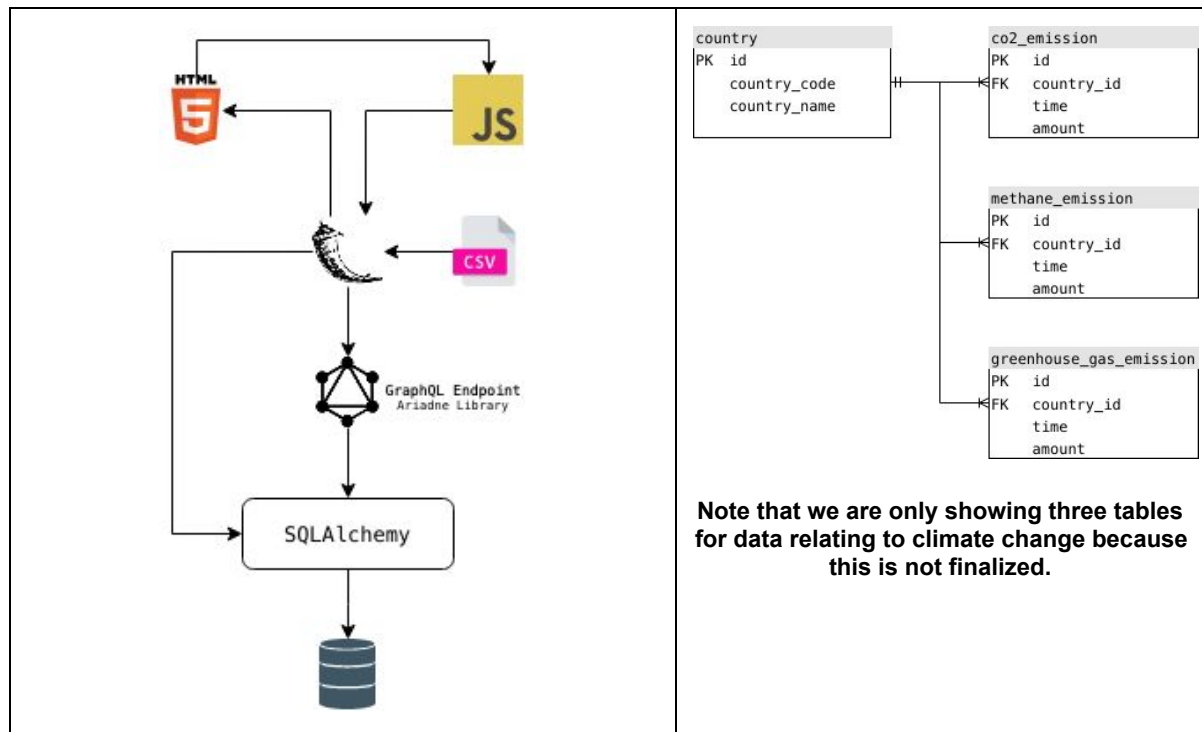 HTML
5
JS
CSV
GraphQL Endpoint
Ariadne Library
SQLAlchemy
country
PK id
country_code
country_name
co2_emission
PK id
FK country_id
time
amount
methane_emission
PK id
FK country_id
time
amount
greenhouse_gas_emission
PK id
FK country_id
time
amount
Note that we are only showing three tables
for data relating to climate change because
this is not finalized.